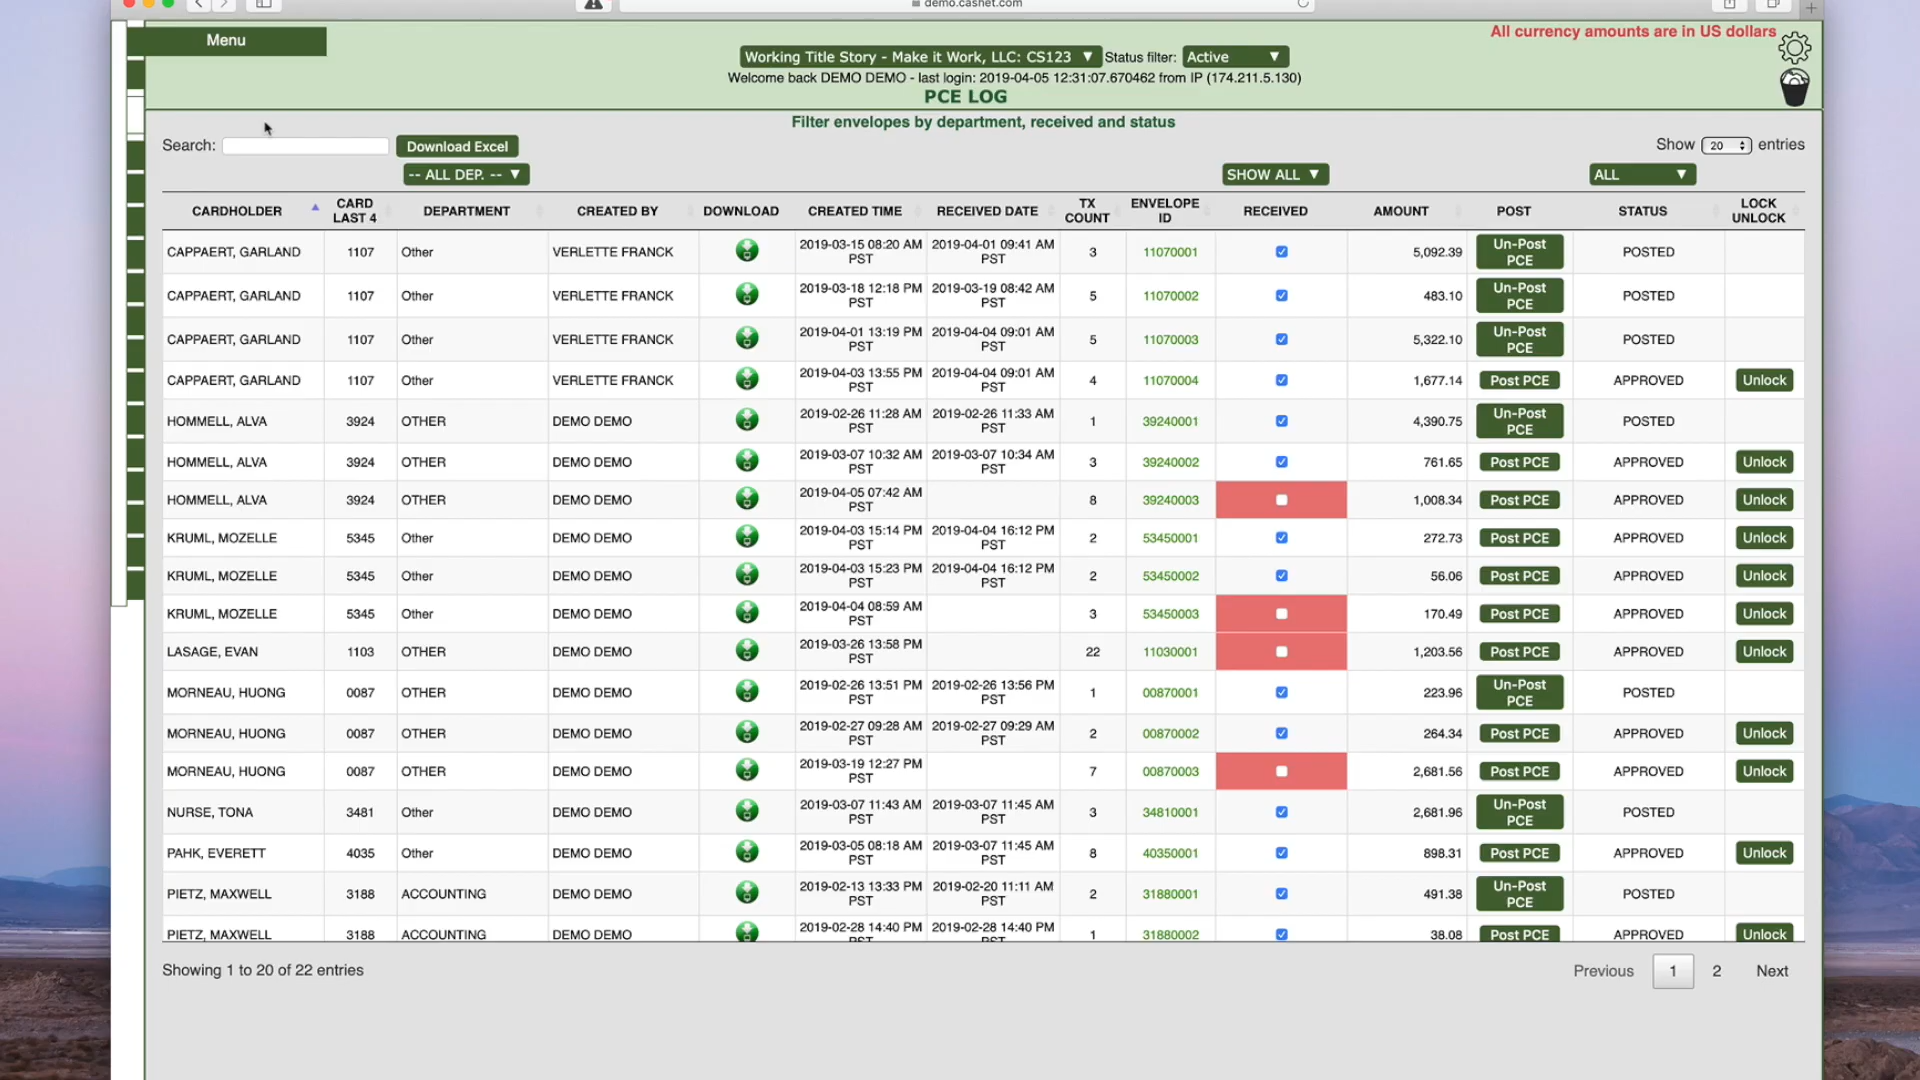 demo.casnet.com
Menu
All currency amounts are in US dollars
Working Title Story - Make it Work, LLC: CS123 ▼ Status filter: Active ▼
Welcome back DEMO DEMO - last login: 2019-04-05 12:31:07.670462 from IP (174.211.5.130)
PCE LOG
Filter envelopes by department, received and status
Search: Download Excel Show 20 entries
-- ALL DEP. -- ▼ SHOW ALL ▼ ALL ▼
CARDHOLDER CARD LAST 4 DEPARTMENT CREATED BY DOWNLOAD CREATED TIME RECEIVED DATE TX COUNT ENVELOPE ID RECEIVED AMOUNT POST STATUS LOCK UNLOCK
CAPPAERT, GARLAND 1107 Other VERLETTE FRANCK 2019-03-15 08:20 AM PST 2019-04-01 09:41 AM PST 3 11070001 5,092.39 Un-Post PCE POSTED
CAPPAERT, GARLAND 1107 Other VERLETTE FRANCK 2019-03-18 12:18 PM PST 2019-03-19 08:42 AM PST 5 11070002 483.10 Un-Post PCE POSTED
CAPPAERT, GARLAND 1107 Other VERLETTE FRANCK 2019-04-01 13:19 PM PST 2019-04-04 09:01 AM PST 5 11070003 5,322.10 Un-Post PCE POSTED
CAPPAERT, GARLAND 1107 Other VERLETTE FRANCK 2019-04-03 13:55 PM PST 2019-04-04 09:01 AM PST 4 11070004 1,677.14 Post PCE APPROVED Unlock
HOMMELL, ALVA 3924 OTHER DEMO DEMO 2019-02-26 11:28 AM PST 2019-02-26 11:33 AM PST 1 39240001 4,390.75 Un-Post PCE POSTED
HOMMELL, ALVA 3924 OTHER DEMO DEMO 2019-03-07 10:32 AM PST 2019-03-07 10:34 AM PST 3 39240002 761.65 Post PCE APPROVED Unlock
HOMMELL, ALVA 3924 OTHER DEMO DEMO 2019-04-05 07:42 AM PST 8 39240003 1,008.34 Post PCE APPROVED Unlock
KRUML, MOZELLE 5345 Other DEMO DEMO 2019-04-03 15:14 PM PST 2019-04-04 16:12 PM PST 2 53450001 272.73 Post PCE APPROVED Unlock
KRUML, MOZELLE 5345 Other DEMO DEMO 2019-04-03 15:23 PM PST 2019-04-04 16:12 PM PST 2 53450002 56.06 Post PCE APPROVED Unlock
KRUML, MOZELLE 5345 Other DEMO DEMO 2019-04-04 08:59 AM PST 3 53450003 170.49 Post PCE APPROVED Unlock
LASAGE, EVAN 1103 OTHER DEMO DEMO 2019-03-26 13:58 PM PST 22 11030001 1,203.56 Post PCE APPROVED Unlock
MORNEAU, HUONG 0087 OTHER DEMO DEMO 2019-02-26 13:51 PM PST 2019-02-26 13:56 PM PST 1 00870001 223.96 Un-Post PCE POSTED
MORNEAU, HUONG 0087 OTHER DEMO DEMO 2019-02-27 09:28 AM PST 2019-02-27 09:29 AM PST 2 00870002 264.34 Post PCE APPROVED Unlock
MORNEAU, HUONG 0087 OTHER DEMO DEMO 2019-03-19 12:27 PM PST 7 00870003 2,681.56 Post PCE APPROVED Unlock
NURSE, TONA 3481 Other DEMO DEMO 2019-03-07 11:43 AM PST 2019-03-07 11:45 AM PST 3 34810001 2,681.96 Un-Post PCE POSTED
PAHK, EVERETT 4035 Other DEMO DEMO 2019-03-05 08:18 AM PST 2019-03-07 11:45 AM PST 8 40350001 898.31 Post PCE APPROVED Unlock
PIETZ, MAXWELL 3188 ACCOUNTING DEMO DEMO 2019-02-13 13:33 PM PST 2019-02-20 11:11 AM PST 2 31880001 491.38 Un-Post PCE POSTED
PIETZ, MAXWELL 3188 ACCOUNTING DEMO DEMO 2019-02-28 14:40 PM PST 2019-02-28 14:40 PM PST 1 31880002 38.08 Post PCE APPROVED Unlock
Showing 1 to 20 of 22 entries Previous 1 2 Next